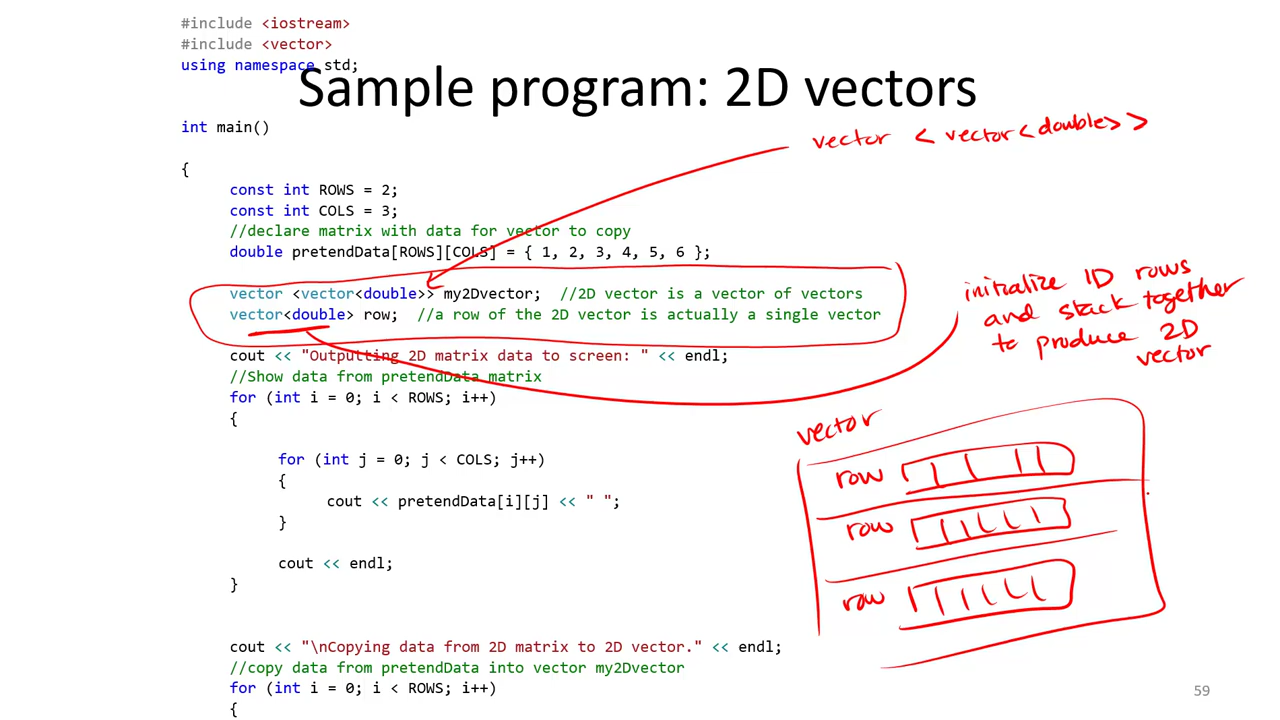 #include <iostream>
#include <vector>
using namespace std;
Sample program: 2D vectors
int main()
vector < vector<double> >
{
const int ROWS = 2;
const int COLS = 3;
//declare matrix with data for vector to copy
double pretendData[ROWS][COLS] = { 1, 2, 3, 4, 5, 6 };
vector <vector<double>> my2Dvector; //2D vector is a vector of vectors
vector<double> row; //a row of the 2D vector is actually a single vector
initialize 1D rows
and stack together
to produce 2D
vector
cout << "Outputting 2D matrix data to screen: " << endl;
//Show data from pretendData matrix
for (int i = 0; i < ROWS; i++)
{
for (int j = 0; j < COLS; j++)
{
cout << pretendData[i][j] << " ";
}
cout << endl;
}
vector
row
row
row
cout << "\nCopying data from 2D matrix to 2D vector." << endl;
//copy data from pretendData into vector my2Dvector
for (int i = 0; i < ROWS; i++)
{
59